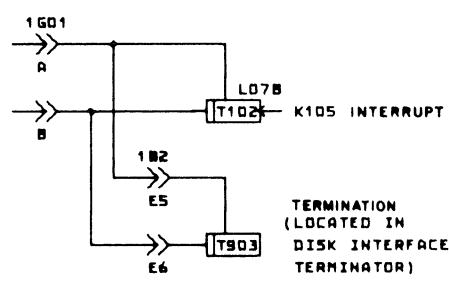 1G01
A
L07B
T102
K105 INTERRUPT
B
1B2
E5
TERMINATION
(LOCATED IN
T903
DISK INTERFACE
E6
TERMINATOR)